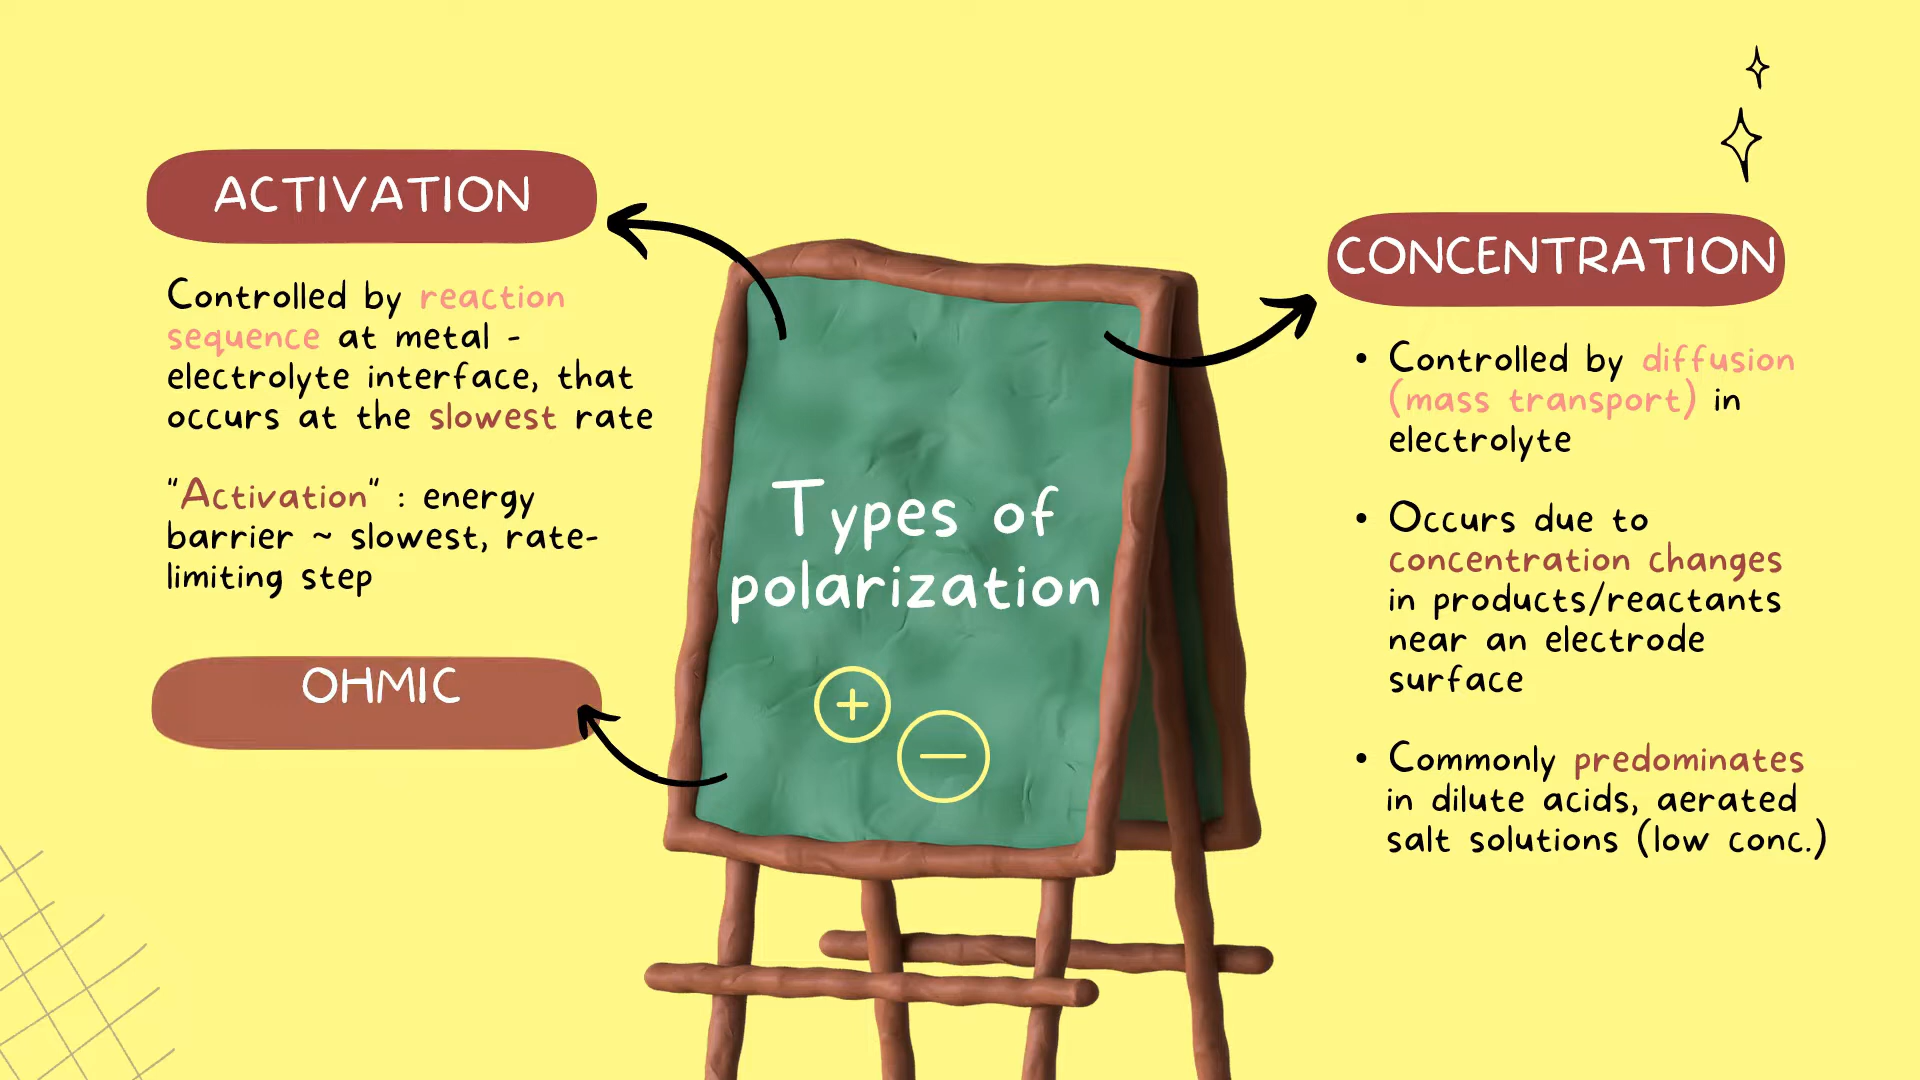 ACTIVATION
Controlled by reaction
sequence at metal -
electrolyte interface, that
occurs at the slowest rate
"Activation" : energy
barrier ~ slowest, rate-
limiting step
OHMIC
Types of
polarization
CONCENTRATION
• Controlled by diffusion
(mass transport) in
electrolyte
• Occurs due to
concentration changes
in products/reactants
near an electrode
surface
• Commonly predominates
in dilute acids, aerated
salt solutions (low conc.)